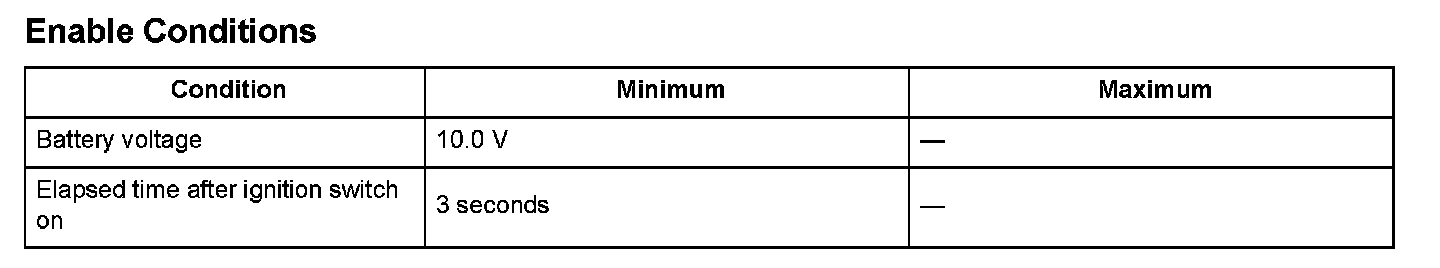 Enable Conditions
Condition Minimum Maximum
Battery voltage 10.0 V —
Elapsed time after ignition switch
on 3 seconds —